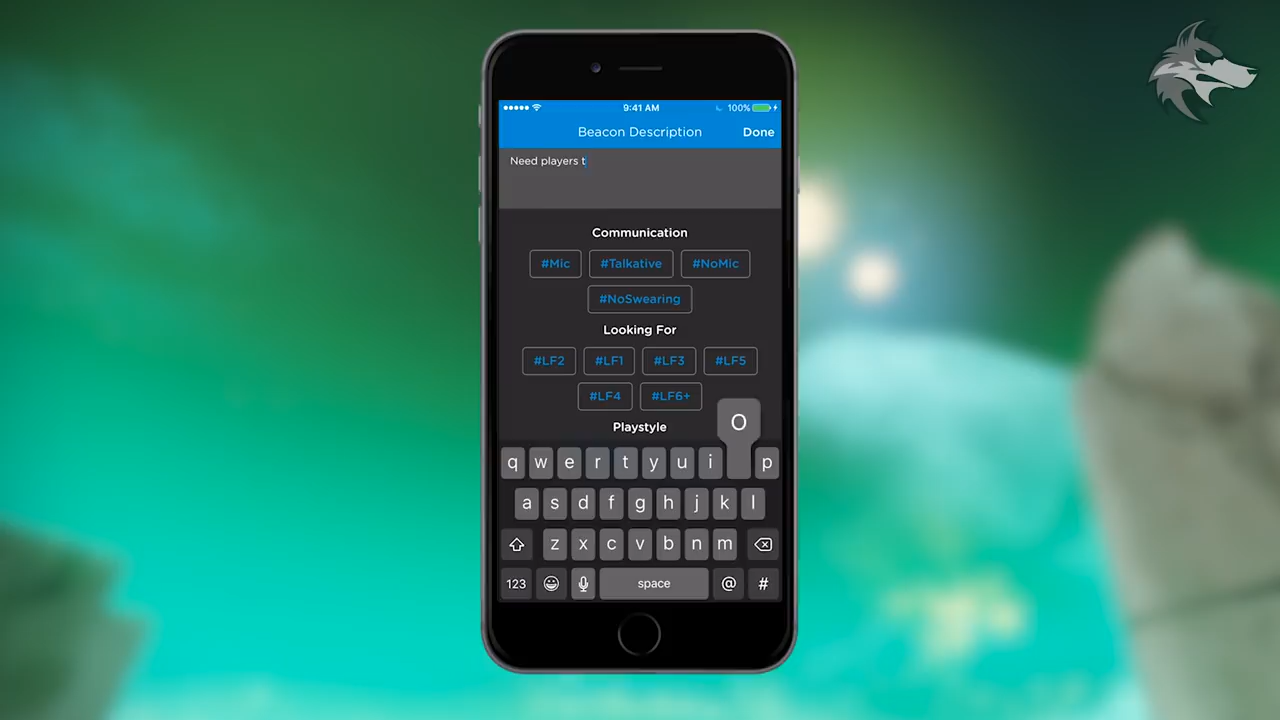 9:41 AM 100%
Beacon Description Done
Need players t
Communication
#Mic #Talkative #NoMic
#NoSwearing
Looking For
#LF2 #LF1 #LF3 #LF5
#LF4 #LF6+
Playstyle
O
q w e r t y u i p
a s d f g h j k l
z x c v b n m
123 space @ #